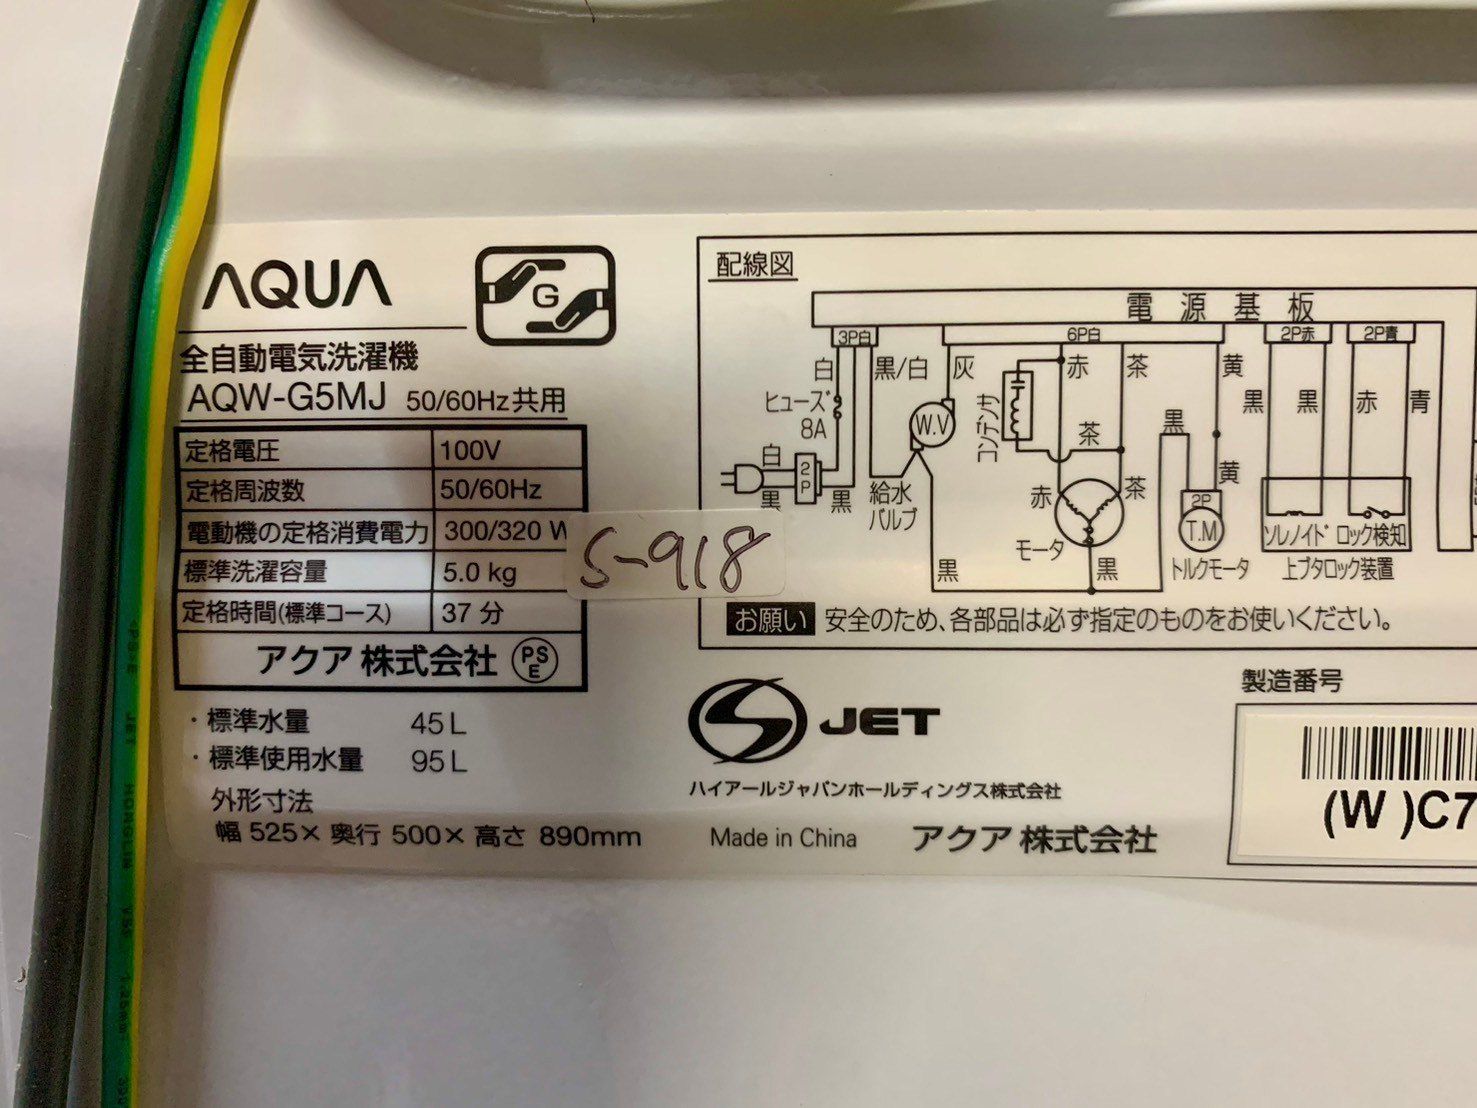 AQUA
G
全自動電気洗濯機
AQW-G5MJ 50/60Hz共用
定格電圧 100V
定格周波数 50/60Hz
電動機の定格消費電力 300/320 W
標準洗濯容量 5.0 kg
定格時間(標準コース) 37 分
アクア 株式会社 PSE
・標準水量 45L
・標準使用水量 95L
外形寸法
幅 525× 奥行 500× 高さ 890mm
S-918
配線図
電源基板
3P白 6P白 2P赤 2P青
白 黒/白 灰 赤 茶 黄
ヒューズ 8A
W.V
コンデンサ
黒 黒 赤 青
茶 黒
白 2P 黒 黒
給水バルブ
赤 茶 黄
モータ
2P
T.M
トルクモータ
黒 黒
ソレノイド ロック検知
上ブタロック装置
お願い 安全のため、各部品は必ず指定のものをお使いください。
S JET
ハイアールジャパンホールディングス株式会社
Made in China アクア 株式会社
製造番号
(W )C7